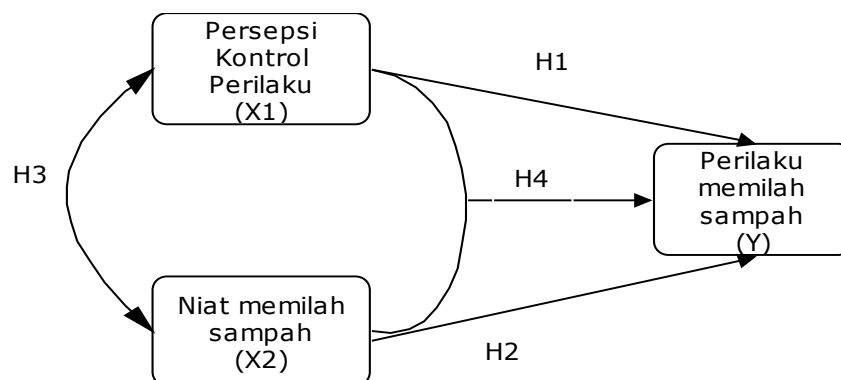 Persepsi
Kontrol
Perilaku
(X1)
H1
H3
H4
Perilaku
memilah
sampah
(Y)
Niat memilah
sampah
(X2)
H2